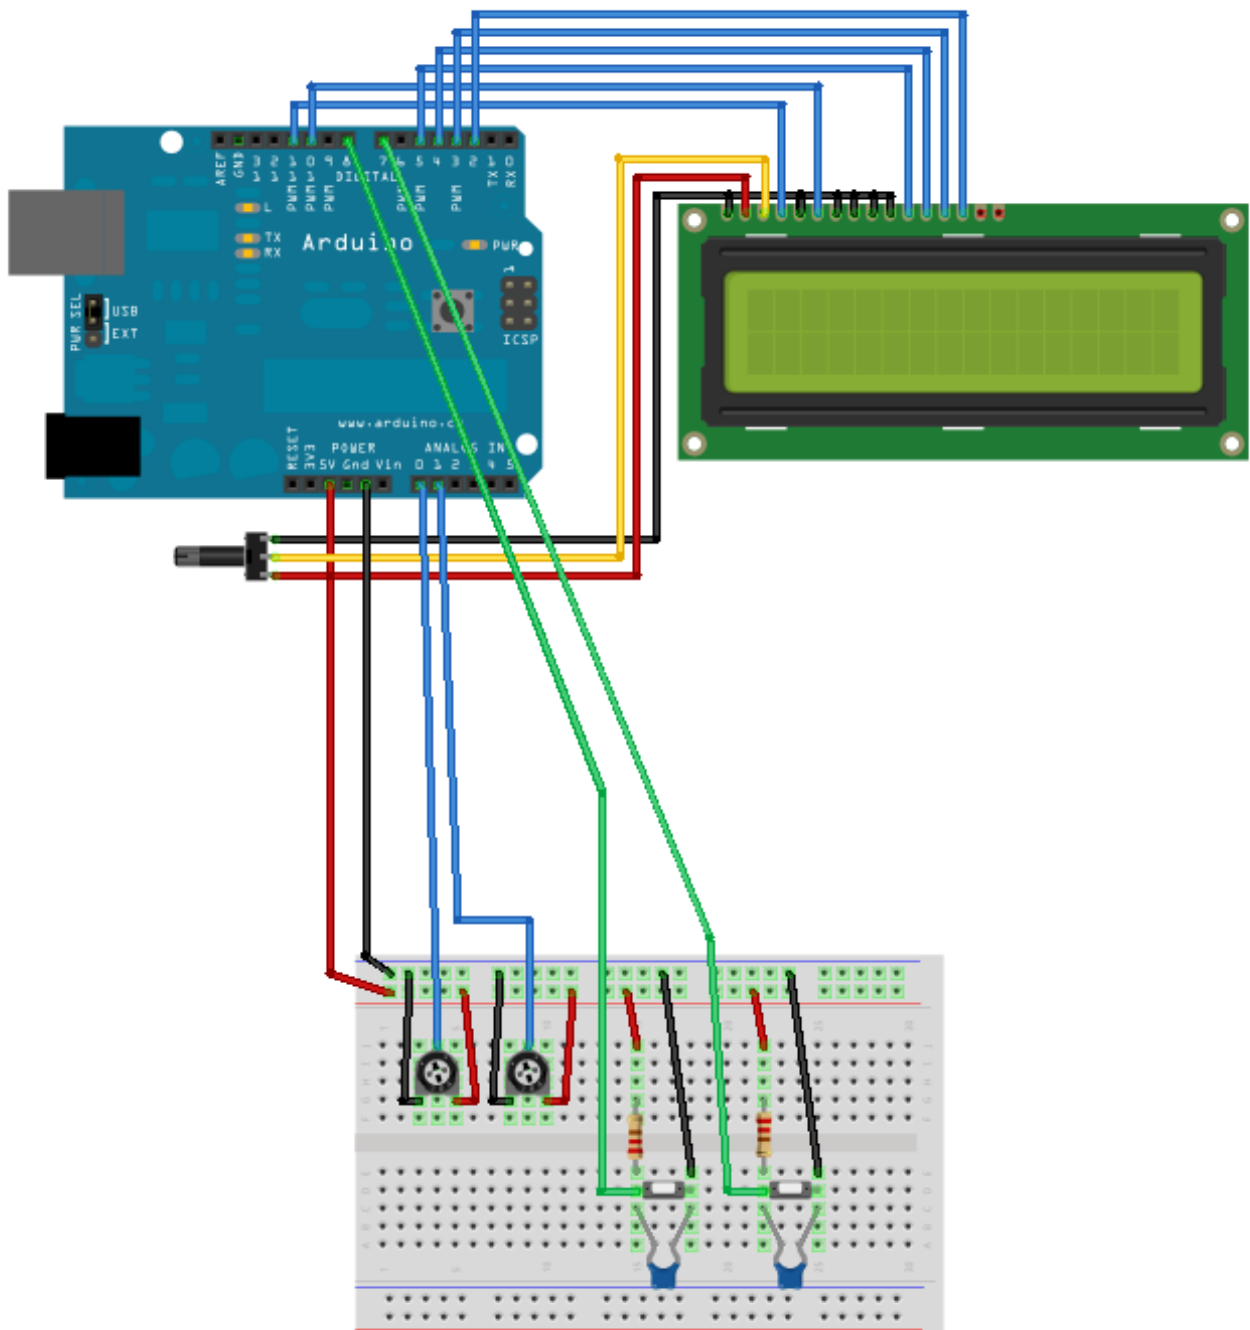 AREF
GND
13
12
PWM 11
PWM 10
PWM 9
8
7
PWM 6
PWM 5
4
PWM 3
2
TX 1
RX 0
DIGITAL
L
TX
RX
Arduino
PWR
1
ICSP
PWR SEL
USB
EXT
www.arduino.c
POWER
ANALOG IN
RESET
3V3
5V
Gnd
Vin
0
1
2
4
5